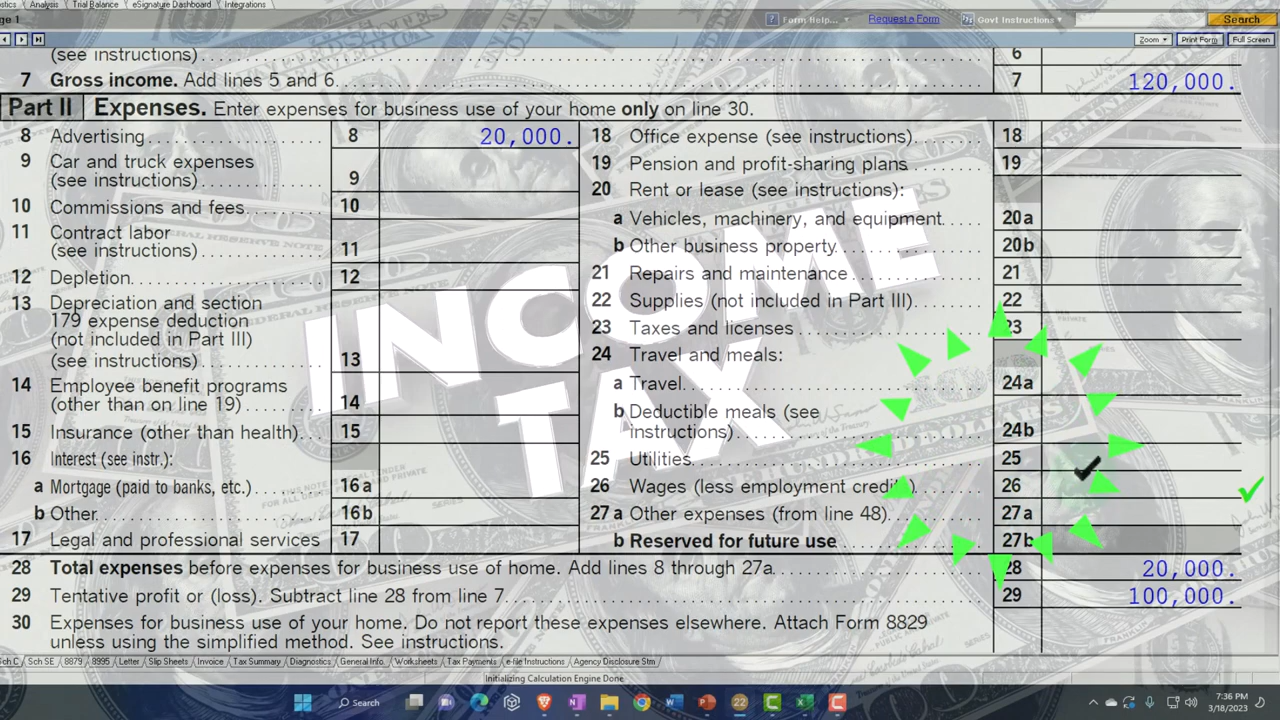 ostics Analysis Trial Balance eSignature Dashboard Integrations
ge 1 Form Help... Request a Form Govt Instructions Search
Zoom Print Form Full Screen
(see instructions) 6
7 Gross income. Add lines 5 and 6 7 120,000.
Part II Expenses. Enter expenses for business use of your home only on line 30.
8 Advertising 8 20,000.
9 Car and truck expenses
(see instructions) 9
10 Commissions and fees 10
11 Contract labor
(see instructions) 11
12 Depletion 12
13 Depreciation and section
179 expense deduction
(not included in Part III)
(see instructions) 13
14 Employee benefit programs
(other than on line 19) 14
15 Insurance (other than health) 15
16 Interest (see instr.):
a Mortgage (paid to banks, etc.) 16a
b Other 16b
17 Legal and professional services 17
18 Office expense (see instructions) 18
19 Pension and profit-sharing plans 19
20 Rent or lease (see instructions):
a Vehicles, machinery, and equipment 20a
b Other business property 20b
21 Repairs and maintenance 21
22 Supplies (not included in Part III) 22
23 Taxes and licenses 23
24 Travel and meals:
a Travel 24a
b Deductible meals (see
instructions) 24b
25 Utilities 25
26 Wages (less employment credits) 26
27a Other expenses (from line 48) 27a
b Reserved for future use 27b
INCOME
TAX
28 Total expenses before expenses for business use of home. Add lines 8 through 27a 28 20,000.
29 Tentative profit or (loss). Subtract line 28 from line 7 29 100,000.
30 Expenses for business use of your home. Do not report these expenses elsewhere. Attach Form 8829
unless using the simplified method. See instructions.
Sch C Sch SE 8879 8995 Letter Slip Sheets Invoice Tax Summary Diagnostics General Info. Worksheets Tax Payments e-file Instructions Agency Disclosure Stm
Initializing Calculation Engine Done
Search 22 7:36 PM
3/18/2023